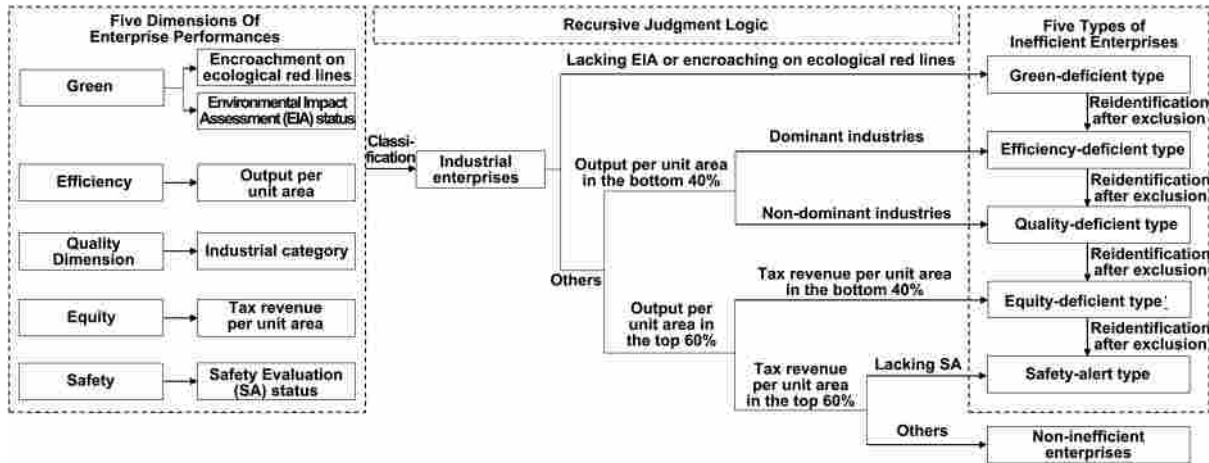 Five Dimensions Of
Enterprise Performances
Green
Encroachment on
ecological red lines
Environmental Impact
Assessment (EIA) status
Efficiency
Output per
unit area
Quality
Dimension
Industrial category
Equity
Tax revenue
per unit area
Safety
Safety Evaluation
(SA) status
Classi-
fication
Recursive Judgment Logic
Industrial
enterprises
Lacking EIA or encroaching on ecological red lines
Others
Output per unit area
in the bottom 40%
Dominant industries
Non-dominant industries
Output per
unit area in
the top 60%
Tax revenue per unit area
in the bottom 40%
Tax revenue
per unit area
in the top 60%
Lacking SA
Others
Five Types of
Inefficient Enterprises
Green-deficient type
Reidentification
after exclusion
Efficiency-deficient type
Reidentification
after exclusion
Quality-deficient type
Reidentification
after exclusion
Equity-deficient type
Reidentification
after exclusion
Safety-alert type
Non-inefficient
enterprises